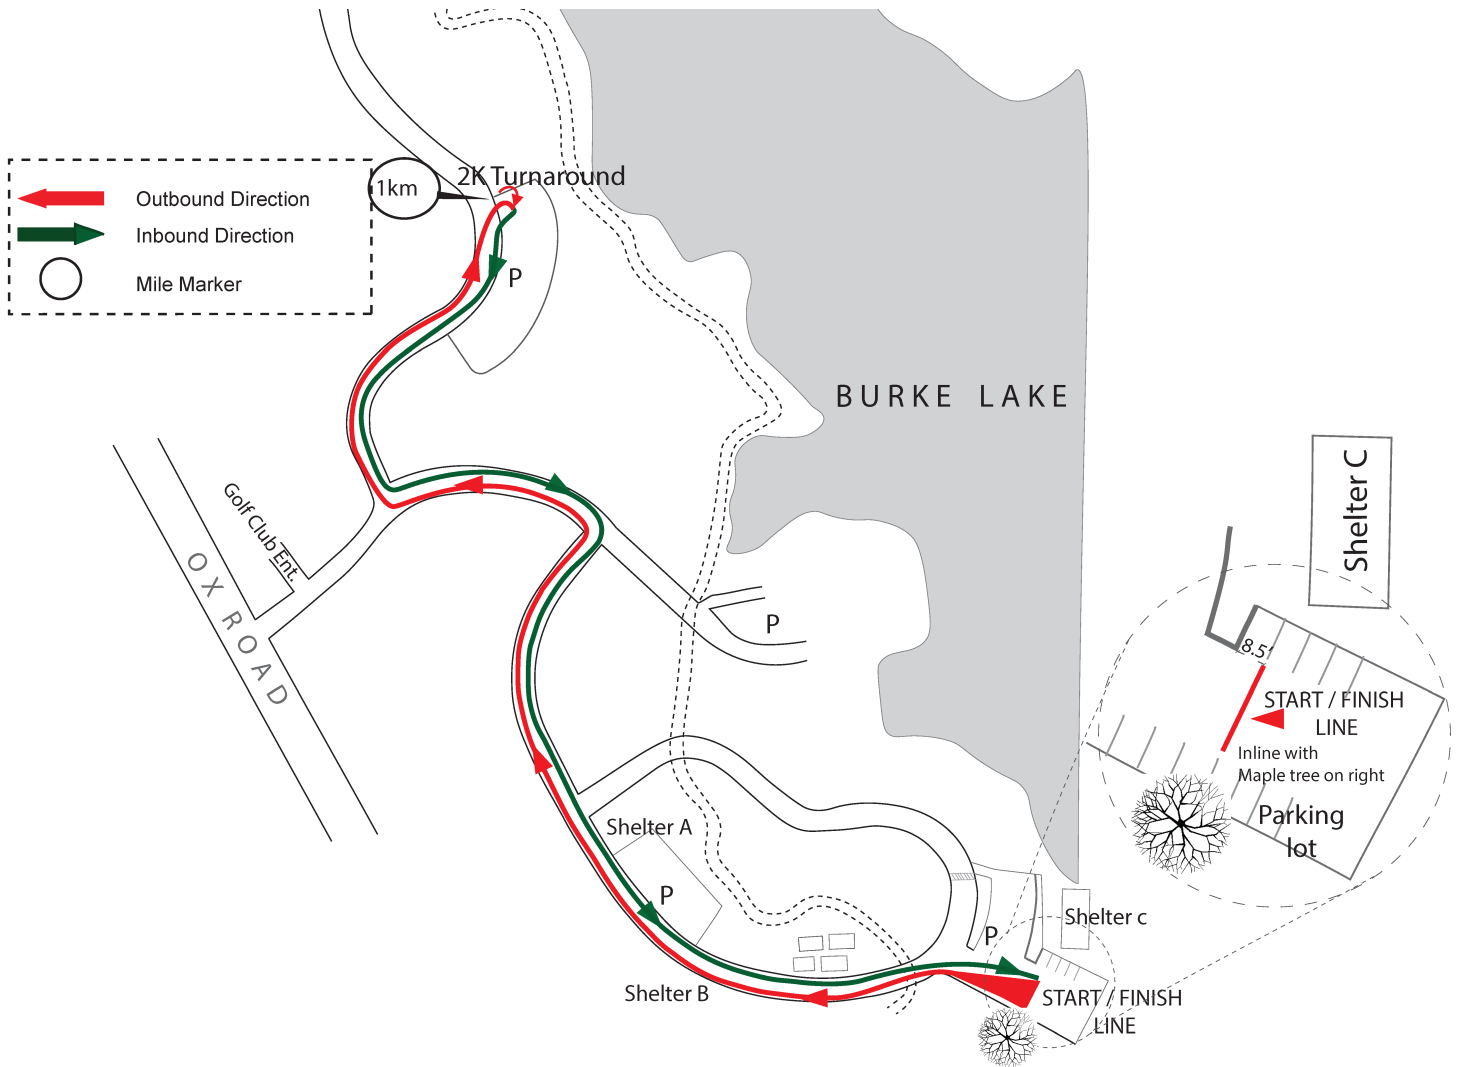 2K Turnaround
1km
Outbound Direction
Inbound Direction
Mile Marker
P
BURKE LAKE
Golf Club Ent.
OX ROAD
P
Shelter C
8.5'
START / FINISH
LINE
Inline with
Maple tree on right
Parking
lot
Shelter A
P
Shelter c
P
Shelter B
START / FINISH
LINE